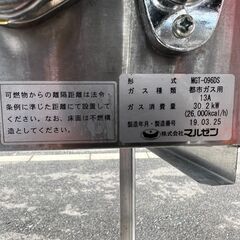 可燃物からの離隔距離は法令・
条例に準じた距離にて設置して
ください。なお、床面は不燃構
造としてください。
形式 MGT-096DS
ガス種類 都市ガス用
13A
ガス消費量 30.2kW
(26,000kcal/h)
製造年月・製造番号 19.03.25
株式会社マルゼン